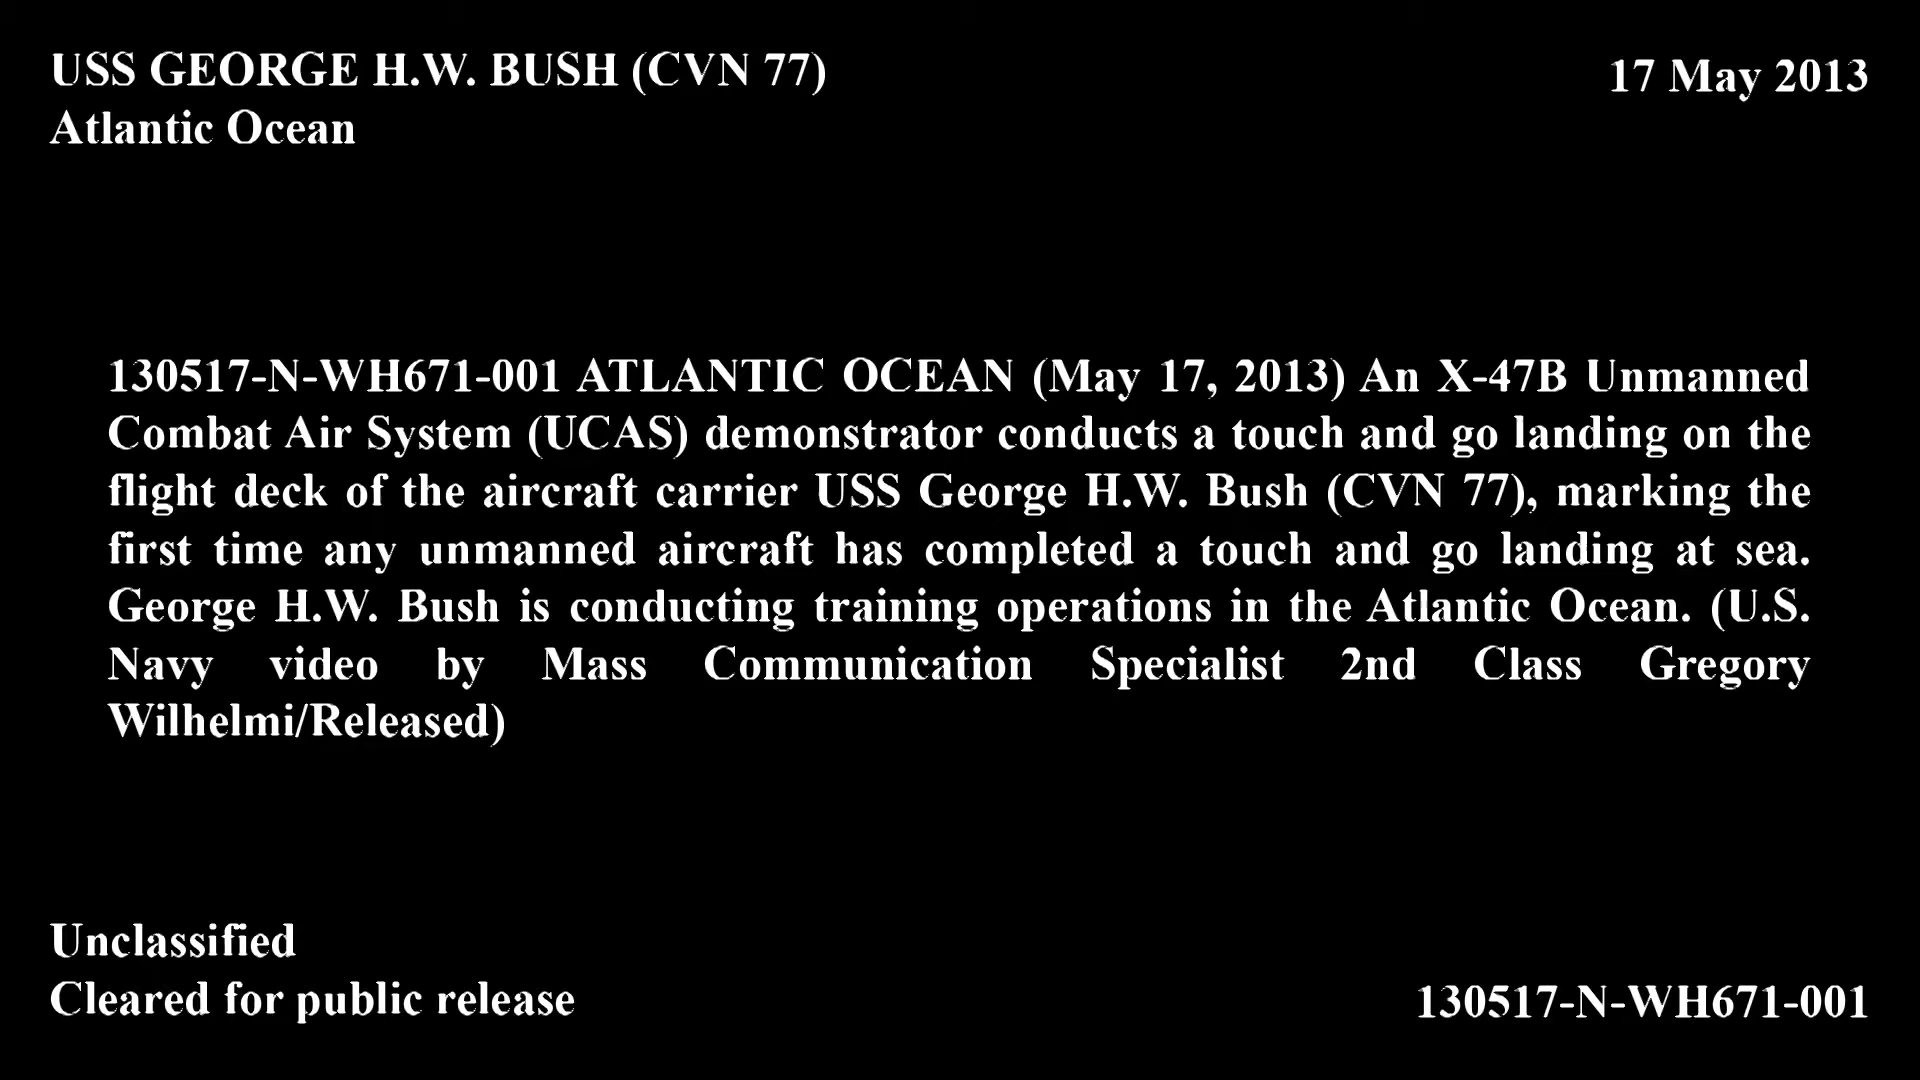 USS GEORGE H.W. BUSH (CVN 77)
17 May 2013
Atlantic Ocean
130517-N-WH671-001 ATLANTIC OCEAN (May 17, 2013) An X-47B Unmanned
Combat Air System (UCAS) demonstrator conducts a touch and go landing on the
flight deck of the aircraft carrier USS George H.W. Bush (CVN 77), marking the
first time any unmanned aircraft has completed a touch and go landing at sea.
George H.W. Bush is conducting training operations in the Atlantic Ocean. (U.S.
Navy video by Mass Communication Specialist 2nd Class Gregory
Wilhelmi/Released)
Unclassified
Cleared for public release
130517-N-WH671-001